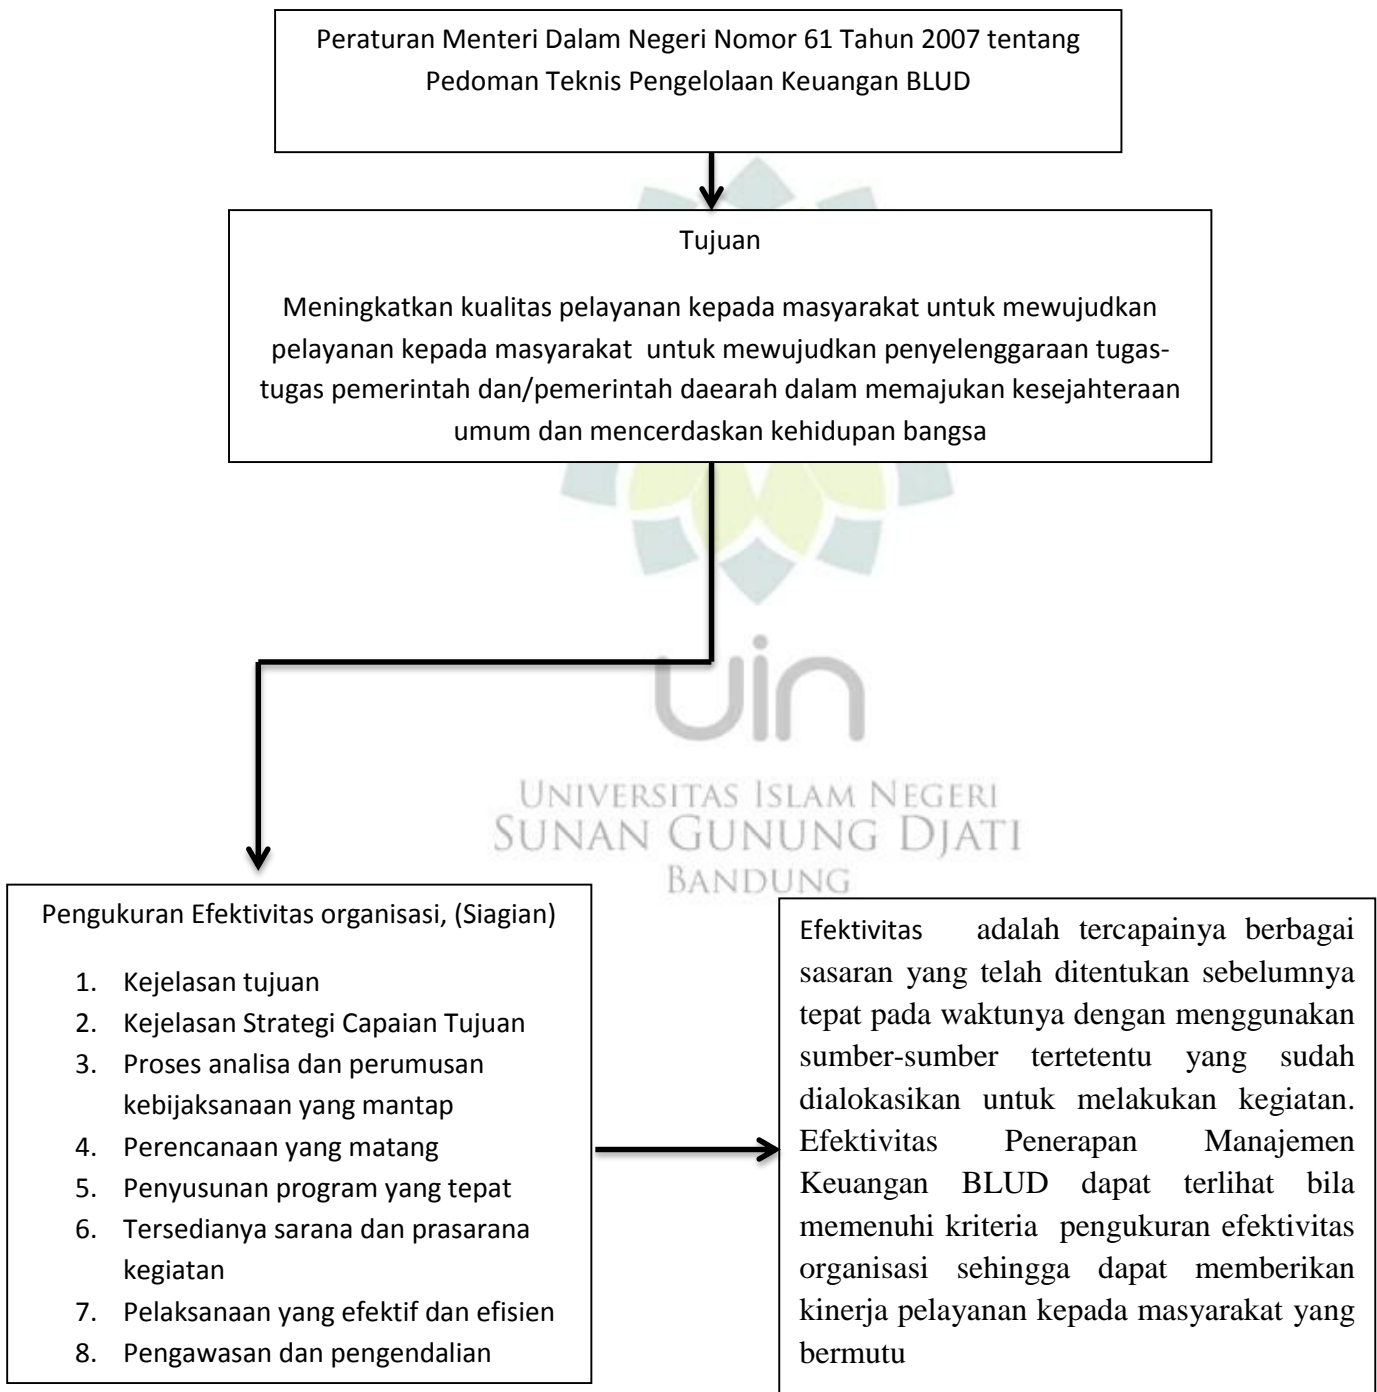 Peraturan Menteri Dalam Negeri Nomor 61 Tahun 2007 tentang
Pedoman Teknis Pengelolaan Keuangan BLUD
Tujuan
Meningkatkan kualitas pelayanan kepada masyarakat untuk mewujudkan
pelayanan kepada masyarakat  untuk mewujudkan penyelenggaraan tugas-
tugas pemerintah dan/pemerintah daearah dalam memajukan kesejahteraan
umum dan mencerdaskan kehidupan bangsa
uin
UNIVERSITAS ISLAM NEGERI
SUNAN GUNUNG DJATI
BANDUNG
Pengukuran Efektivitas organisasi, (Siagian)
1. Kejelasan tujuan
2. Kejelasan Strategi Capaian Tujuan
3. Proses analisa dan perumusan
kebijaksanaan yang mantap
4. Perencanaan yang matang
5. Penyusunan program yang tepat
6. Tersedianya sarana dan prasarana
kegiatan
7. Pelaksanaan yang efektif dan efisien
8. Pengawasan dan pengendalian
Efektivitas adalah tercapainya berbagai
sasaran yang telah ditentukan sebelumnya
tepat pada waktunya dengan menggunakan
sumber-sumber tertetentu yang sudah
dialokasikan untuk melakukan kegiatan.
Efektivitas Penerapan Manajemen
Keuangan BLUD dapat terlihat bila
memenuhi kriteria pengukuran efektivitas
organisasi sehingga dapat memberikan
kinerja pelayanan kepada masyarakat yang
bermutu